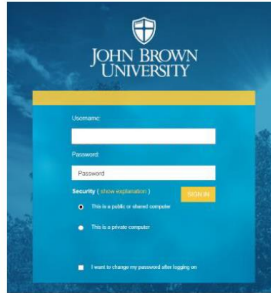 JOHN BROWN
UNIVERSITY
Username:
Password:
Password
Security ( show explanation )
SIGN IN
This is a public or shared computer
This is a private computer
I want to change my password after logging on